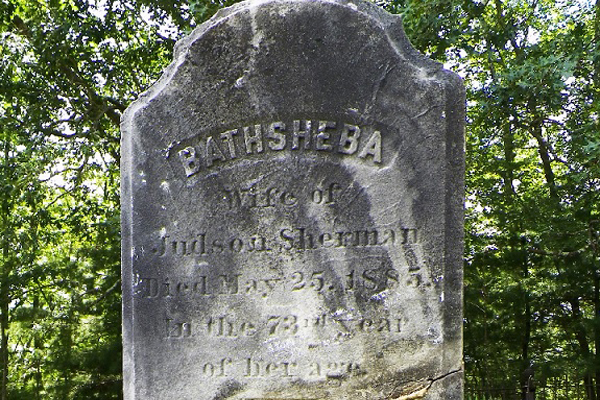 BATHSHEBA
Wife of
Judson Sherman
Died May 25, 1885.
In the 73rd year
of her age.